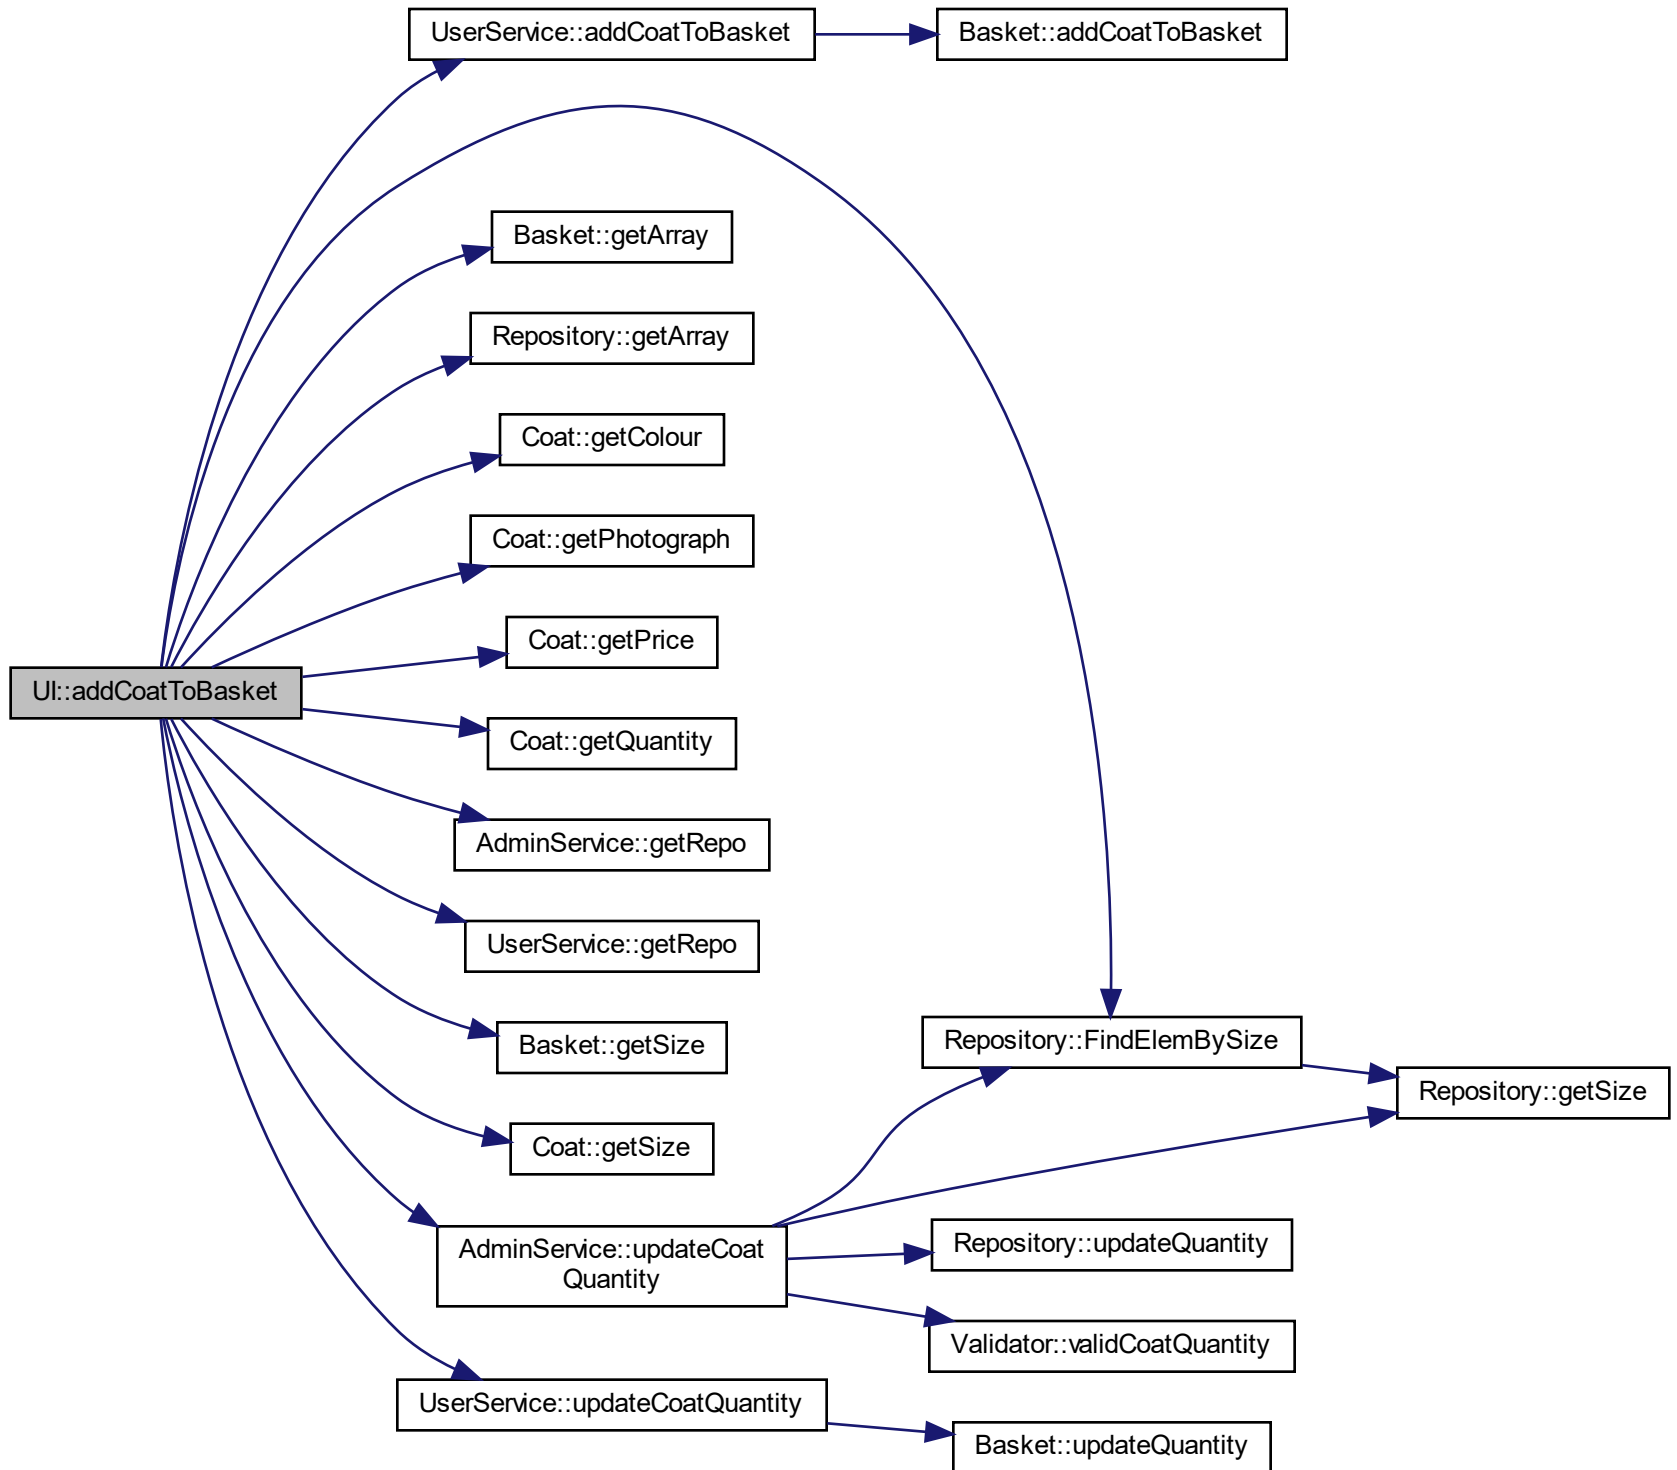 UserService::addCoatToBasket
Basket::addCoatToBasket
Basket::getArray
Repository::getArray
Coat::getColour
Coat::getPhotograph
Coat::getPrice
UI::addCoatToBasket
Coat::getQuantity
AdminService::getRepo
UserService::getRepo
Basket::getSize
Repository::FindElemBySize
Repository::getSize
Coat::getSize
AdminService::updateCoat
Quantity
Repository::updateQuantity
Validator::validCoatQuantity
UserService::updateCoatQuantity
Basket::updateQuantity